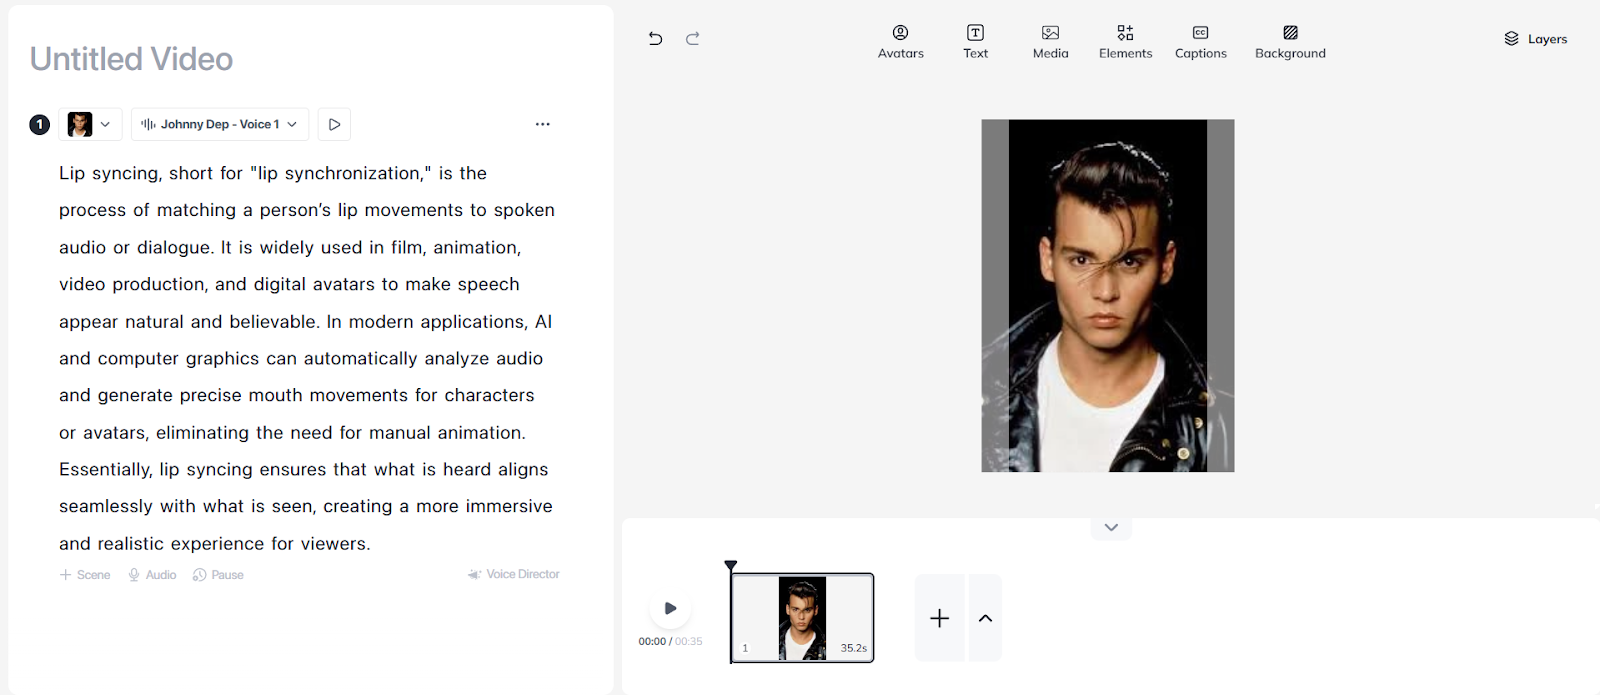 Untitled Video
1
Johnny Dep - Voice 1
Lip syncing, short for "lip synchronization," is the
process of matching a person’s lip movements to spoken
audio or dialogue. It is widely used in film, animation,
video production, and digital avatars to make speech
appear natural and believable. In modern applications, AI
and computer graphics can automatically analyze audio
and generate precise mouth movements for characters
or avatars, eliminating the need for manual animation.
Essentially, lip syncing ensures that what is heard aligns
seamlessly with what is seen, creating a more immersive
and realistic experience for viewers.
Scene
Audio
Pause
Voice Director
Avatars
Text
Media
Elements
CC
Captions
Background
Layers
00:00 / 00:35
1
35.2s